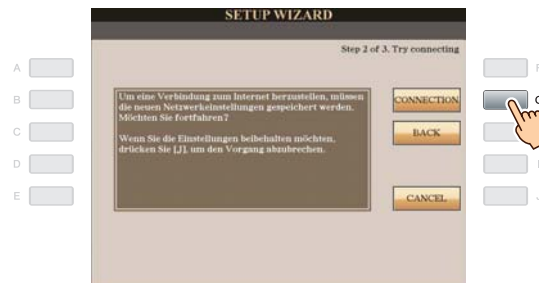 SETUP WIZARD
Step 2 of 3. Try connecting
A
B
C
D
E
Um eine Verbindung zum Internet herzustellen, müssen
die neuen Netzwerkeinstellungen gespeichert werden.
Möchten Sie fortfahren?
Wenn Sie die Einstellungen beibehalten möchten,
drücken Sie [J], um den Vorgang abzubrechen.
CONNECTION
BACK
CANCEL